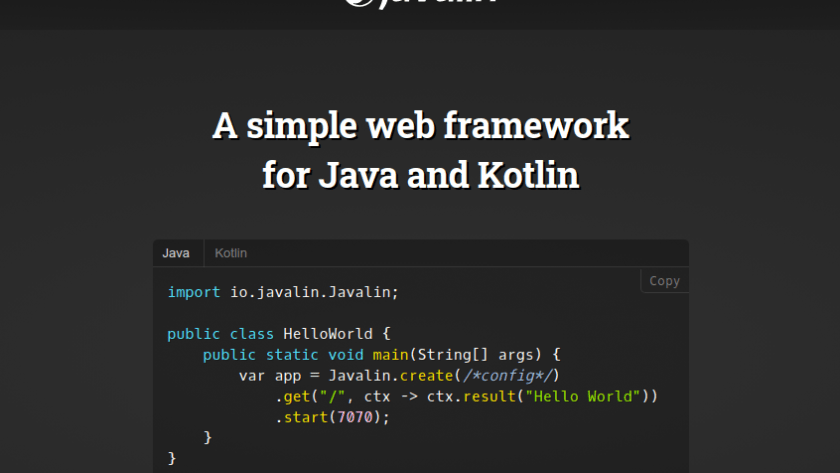 A simple web framework
for Java and Kotlin
Java Kotlin
Copy
import io.javalin.Javalin;
public class HelloWorld {
    public static void main(String[] args) {
        var app = Javalin.create(/*config*/)
            .get("/", ctx -> ctx.result("Hello World"))
            .start(7070);
    }
}